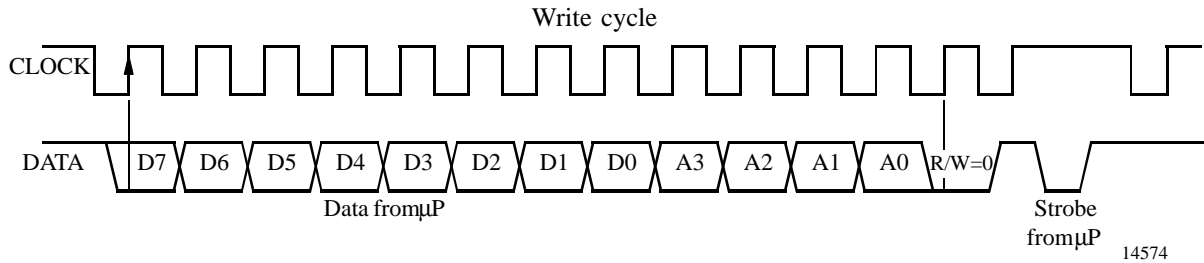 Write cycle
CLOCK
DATA D7 D6 D5 D4 D3 D2 D1 D0 A3 A2 A1 A0 R/W=0
Data fromµP
Strobe
fromµP
14574